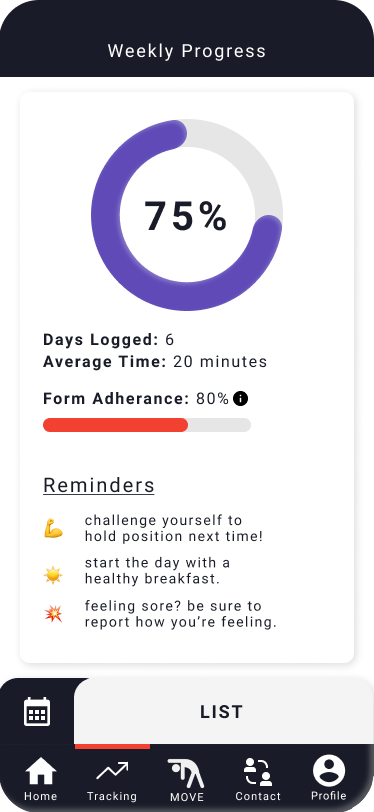 Weekly Progress
75%
Days Logged: 6
Average Time: 20 minutes
Form Adherance: 80%
Reminders
challenge yourself to
hold position next time!
start the day with a
healthy breakfast.
feeling sore? be sure to
report how you’re feeling.
LIST
Home
Tracking
MOVE
Contact
Profile